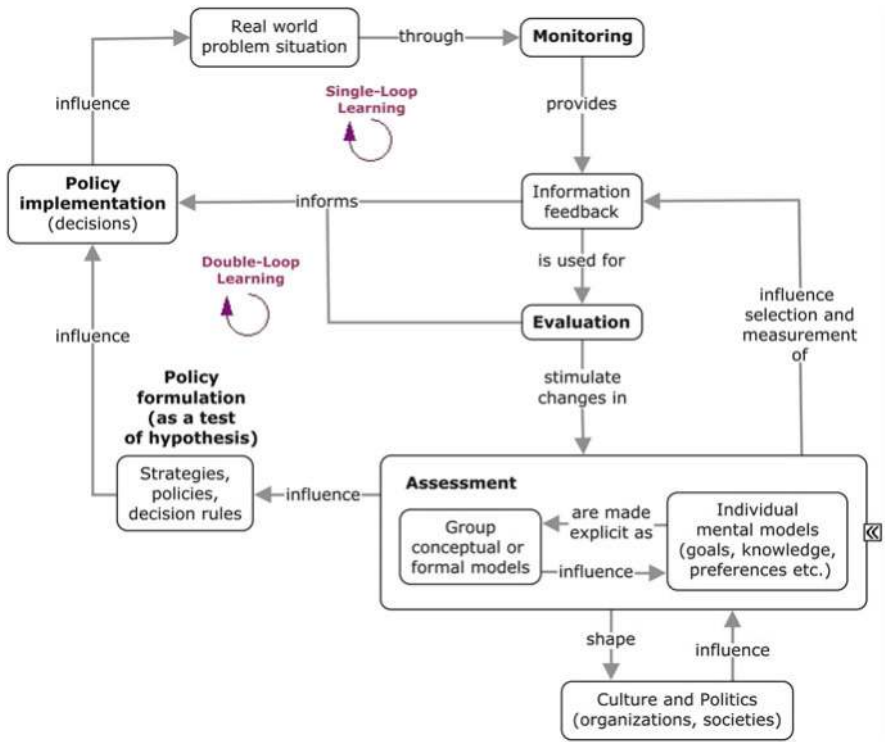 Real world
problem situation
through
Monitoring
influence
Single-Loop
Learning
provides
Policy
implementation
(decisions)
informs
Information
feedback
Double-Loop
Learning
is used for
influence
selection and
measurement
of
influence
Evaluation
Policy
formulation
(as a test
of hypothesis)
stimulate
changes in
Strategies,
policies,
decision rules
influence
Assessment
Group
conceptual or
formal models
are made
explicit as
influence
Individual
mental models
(goals, knowledge,
preferences etc.)
shape
influence
Culture and Politics
(organizations, societies)